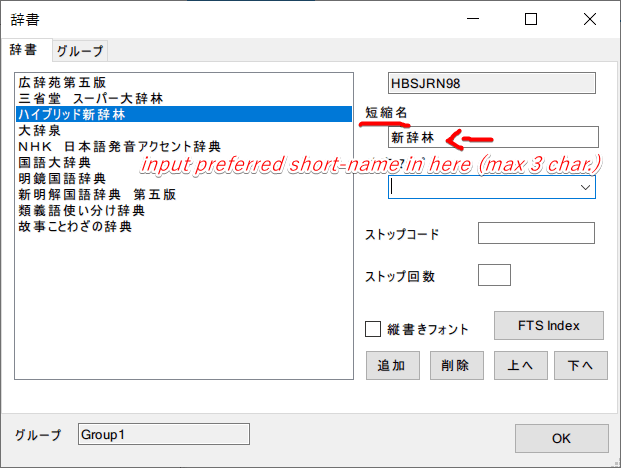 辞書
辞書 グループ
広辞苑第五版
三省堂 スーパー大辞林
ハイブリッド新辞林
大辞泉
NHK 日本語発音アクセント辞典
国語大辞典
明鏡国語辞典
新明解国語辞典 第五版
類義語使い分け辞典
故事ことわざの辞典
HBSJRN98
短縮名
新辞林
input preferred short-name in here (max 3 char.)
ストップコード
ストップ回数
縦書きフォント
FTS Index
追加 削除 上へ 下へ
グループ Group1
OK